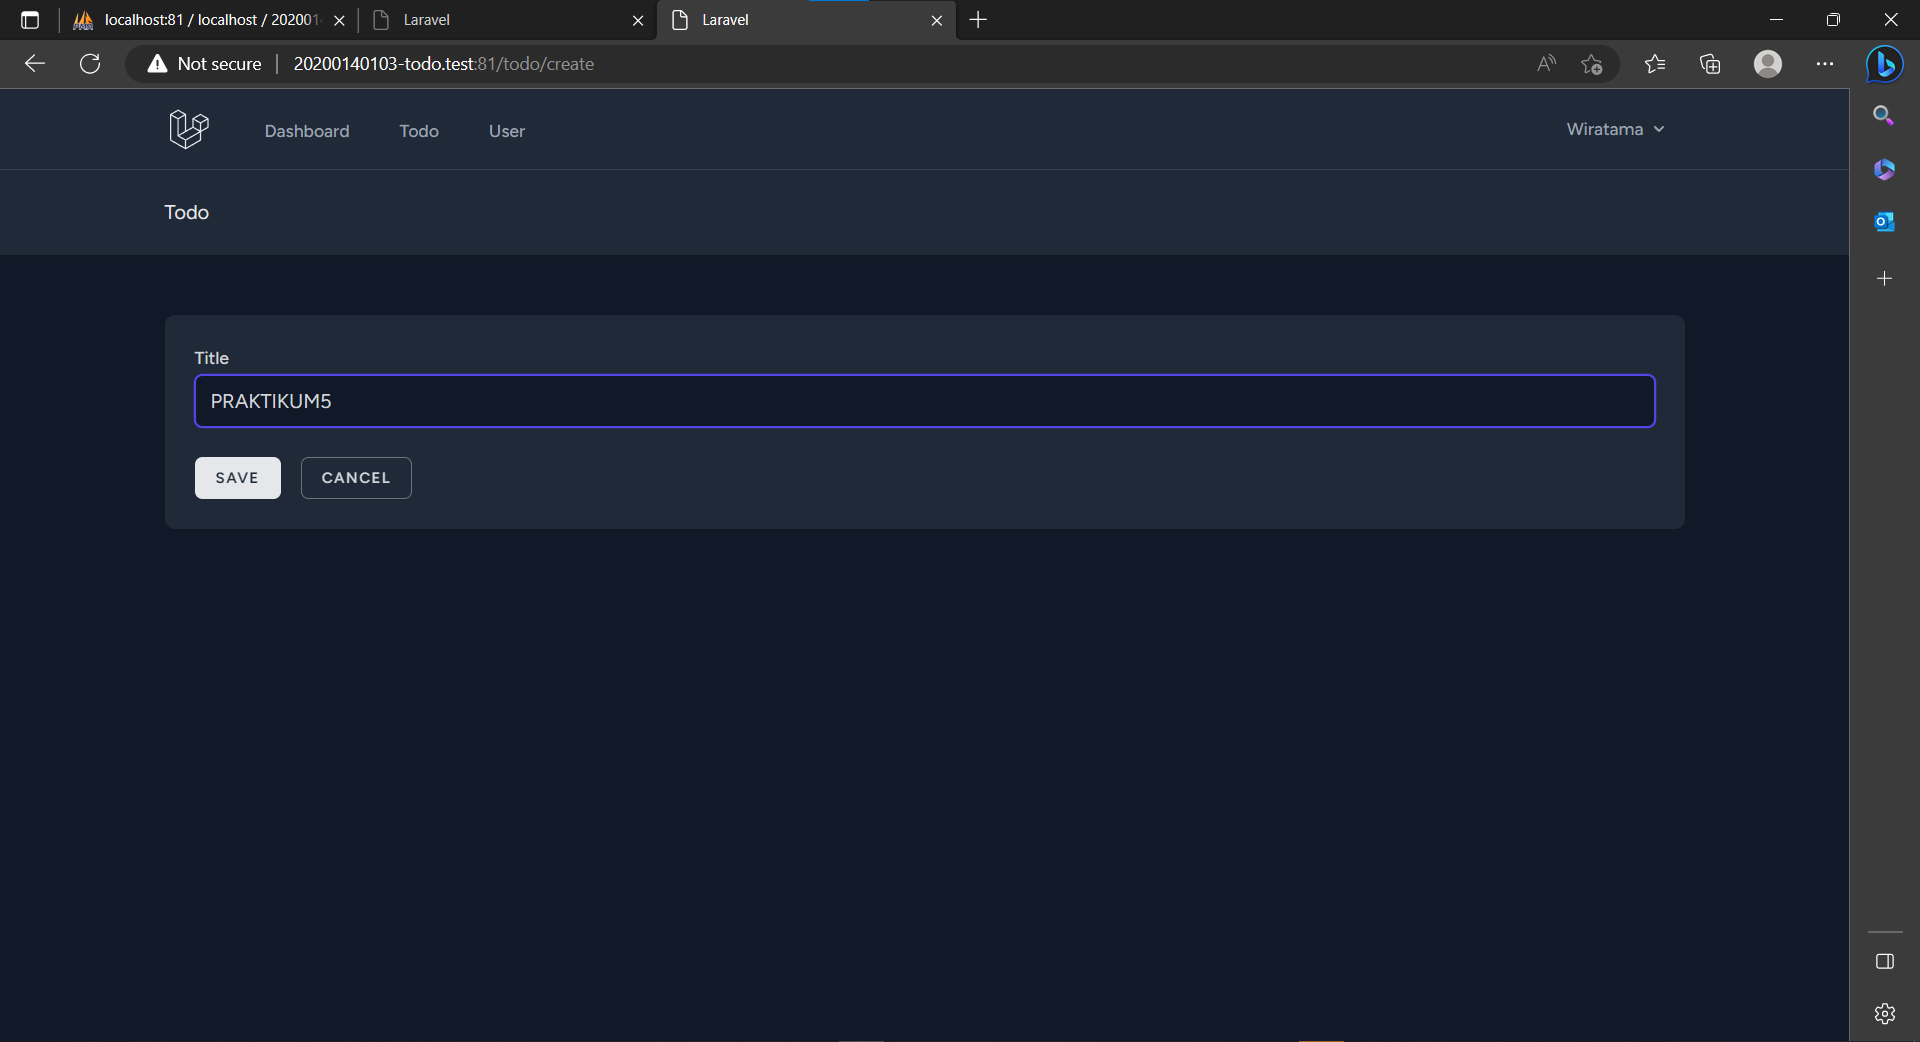 localhost:81 / localhost / 202001
Laravel
Laravel
Not secure
20200140103-todo.test:81/todo/create
Dashboard
Todo
User
Wiratama
Todo
Title
PRAKTIKUM5
SAVE
CANCEL